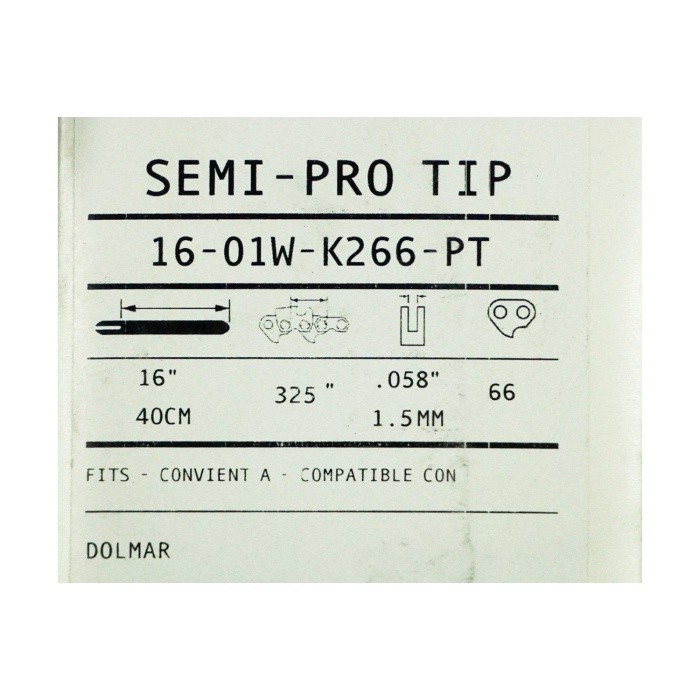 SEMI-PRO TIP
16-01W-K266-PT
16" 325 " .058" 66
40CM 1.5MM
FITS - CONVIENT A - COMPATIBLE CON
DOLMAR